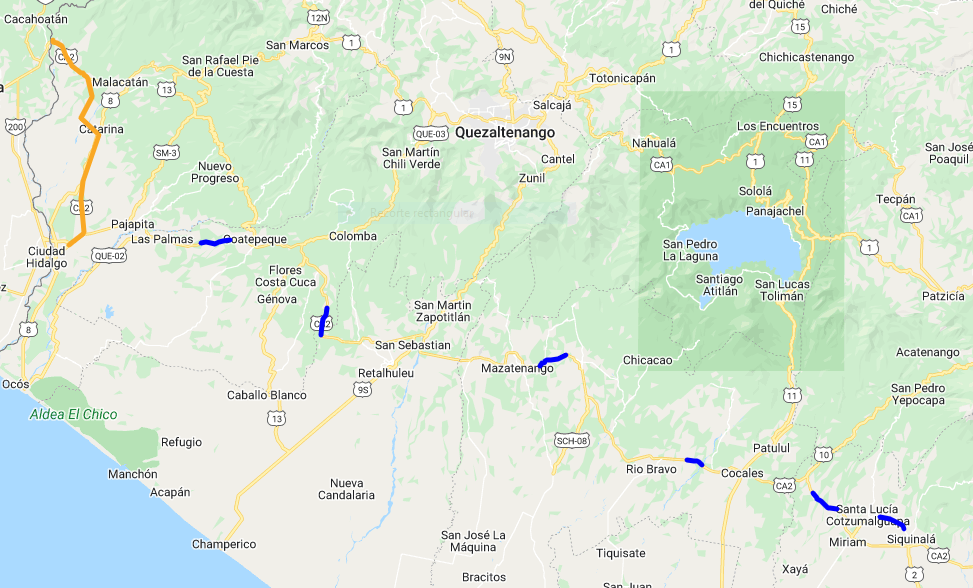 del Quiché
Chiché
Cacahoatán
12N
15
San Marcos
1
1
CA2
San Rafael Pie
de la Cuesta
9N
Chichicastenango
Malacatán
13
Totonicapán
8
1
Salcajá
15
200
Catarina
QUE-03
Quezaltenango
Los Encuentros
CA1
SM-3
San Martín
Chili Verde
Cantel
Nahualá
CA1
1
11
San José
Poaquil
Nuevo
Progreso
Zunil
Sololá
Tecpán
CA2
Recorte rectangular
Panajachel
CA1
Pajapita
Las Palmas
Coatepeque
Colomba
San Pedro
La Laguna
1
Ciudad
Hidalgo
QUE-02
Flores
Costa Cuca
Santiago
Atitlán
San Lucas
Tolimán
Génova
San Martin
Zapotitlán
Patzicía
8
CA2
San Sebastian
Acatenango
Chicacao
Mazatenango
Retalhuleu
Ocós
9S
Caballo Blanco
11
San Pedro
Yepocapa
Aldea El Chico
13
Refugio
SCH-08
Patulul
10
Manchón
Rio Bravo
Cocales
Acapán
Nueva
Candalaria
CA2
Santa Lucía
Cotzumalguapa
Champerico
San José La
Máquina
Miriam
Siquinalá
Tiquisate
CA2
Xayá
Bracitos
2
San Juan